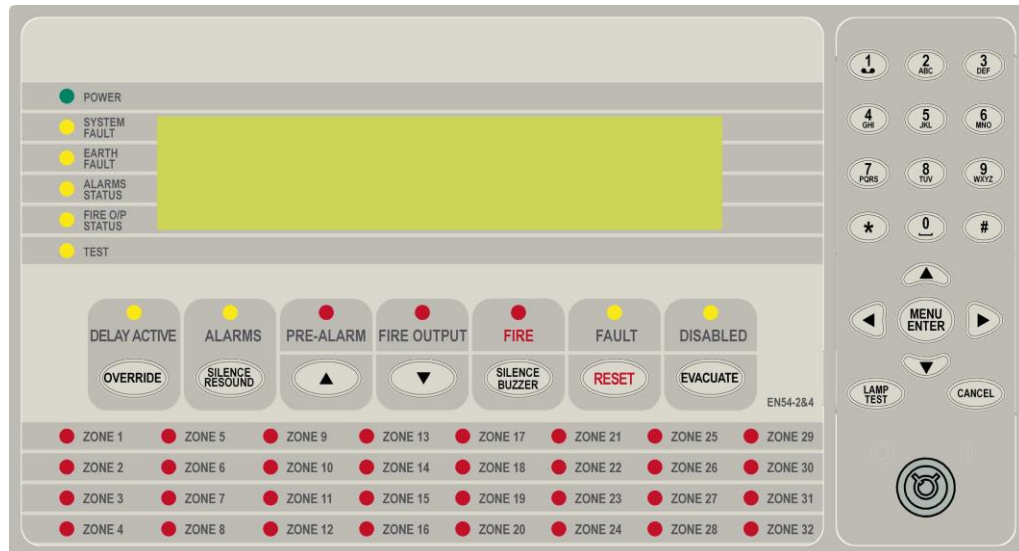 POWER
SYSTEM
FAULT
EARTH
FAULT
ALARMS
STATUS
FIRE O/P
STATUS
TEST
DELAY ACTIVE ALARMS PRE-ALARM FIRE OUTPUT FIRE FAULT DISABLED
OVERRIDE
SILENCE
RESOUND
▲
▼
SILENCE
BUZZER
RESET
EVACUATE
EN54-2&4
ZONE 1 ZONE 5 ZONE 9 ZONE 13 ZONE 17 ZONE 21 ZONE 25 ZONE 29
ZONE 2 ZONE 6 ZONE 10 ZONE 14 ZONE 18 ZONE 22 ZONE 26 ZONE 30
ZONE 3 ZONE 7 ZONE 11 ZONE 15 ZONE 19 ZONE 23 ZONE 27 ZONE 31
ZONE 4 ZONE 8 ZONE 12 ZONE 16 ZONE 20 ZONE 24 ZONE 28 ZONE 32
1 2 3
ABC DEF
4 5 6
GHI JKL MNO
7 8 9
PQRS TUV WXYZ
* 0 #
▲
◀ MENU ▶
ENTER
▼
LAMP
TEST
CANCEL